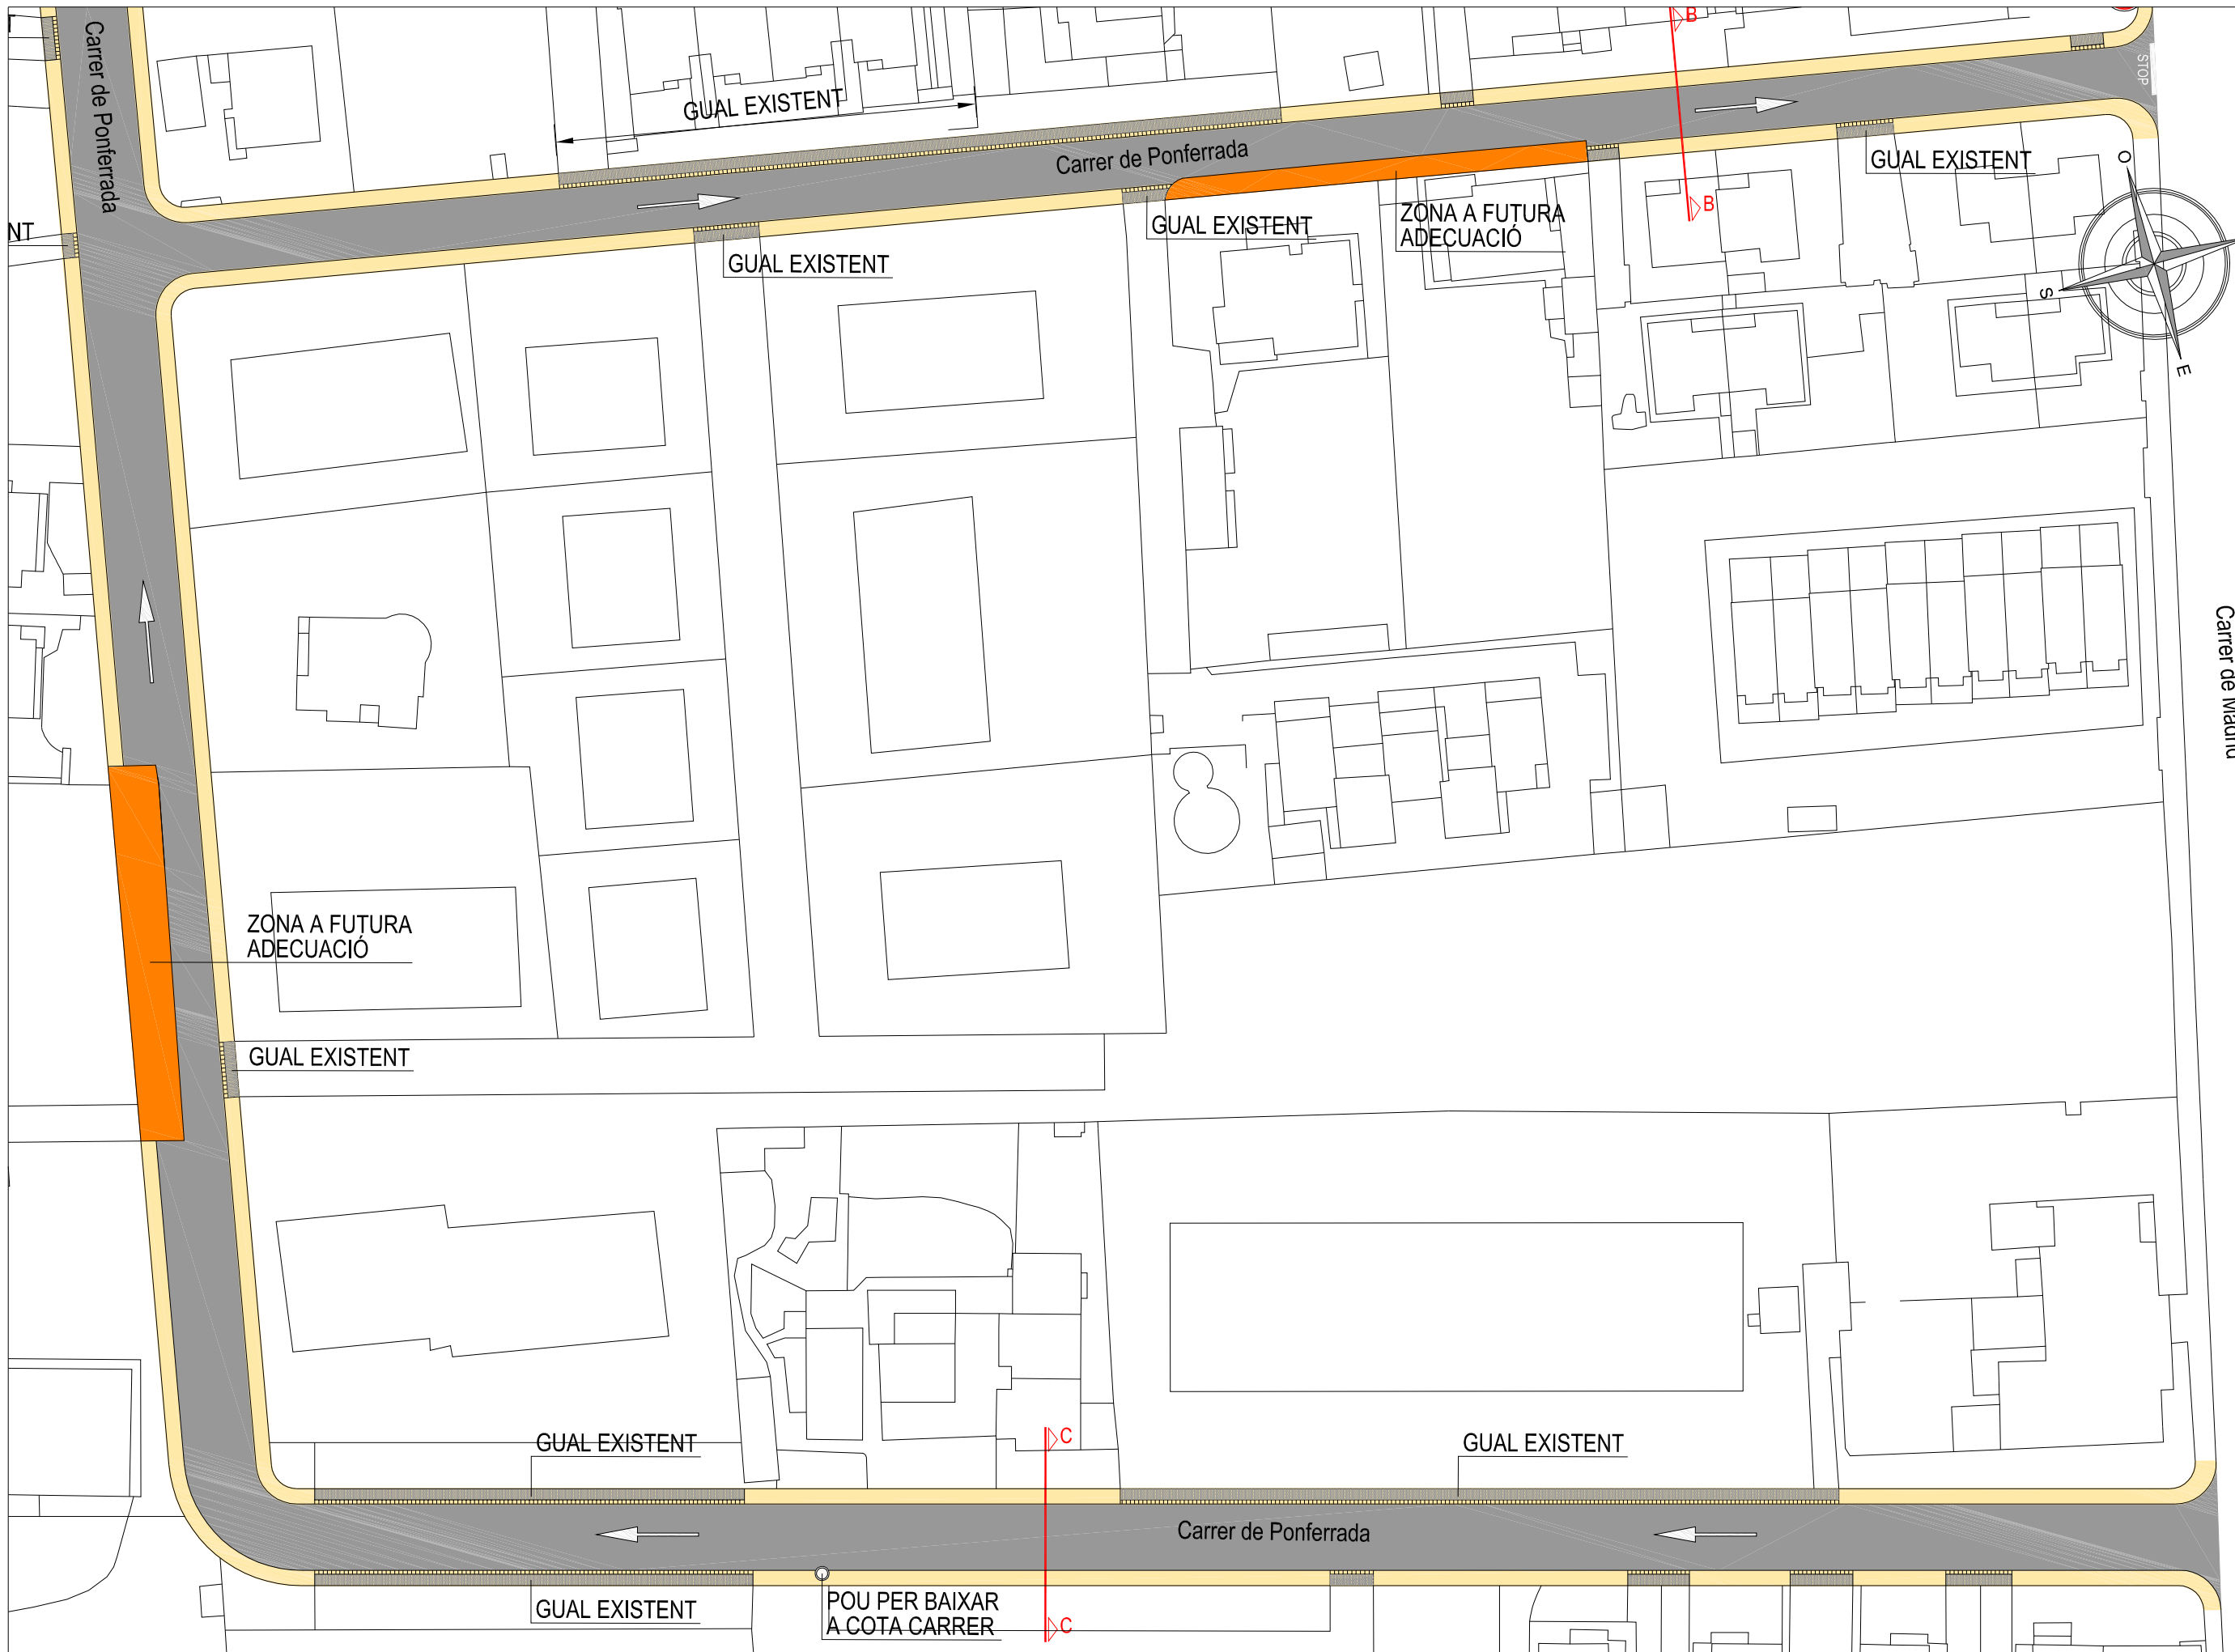 T
Carrer de Ponferrada
B
STOP
GUAL EXISTENT
Carrer de Ponferrada
GUAL EXISTENT
O
B
ZONA A FUTURA
ADECUACIÓ
GUAL EXISTENT
NT
GUAL EXISTENT
S
E
Carrer de Madrid
ZONA A FUTURA
ADECUACIÓ
GUAL EXISTENT
C
GUAL EXISTENT
GUAL EXISTENT
Carrer de Ponferrada
GUAL EXISTENT
POU PER BAIXAR
A COTA CARRER
C